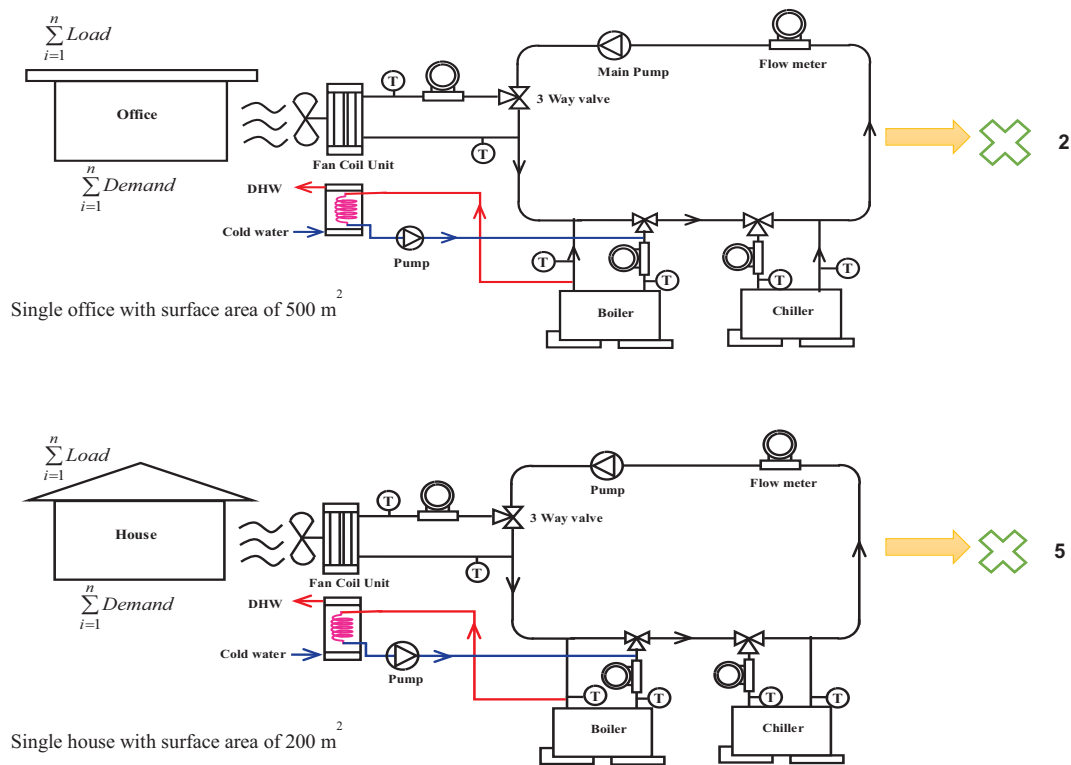 n
∑ Load
i=1
Main Pump
Flow meter
T
3 Way valve
Office
2
T
Fan Coil Unit
n
∑ Demand
i=1
DHW
Cold water
Pump
T
T
T
T
Boiler
Chiller
Single office with surface area of 500 m²
n
∑ Load
i=1
Pump
Flow meter
T
3 Way valve
House
5
T
Fan Coil Unit
n
∑ Demand
i=1
DHW
Cold water
Pump
T
T
T
T
Boiler
Chiller
Single house with surface area of 200 m²